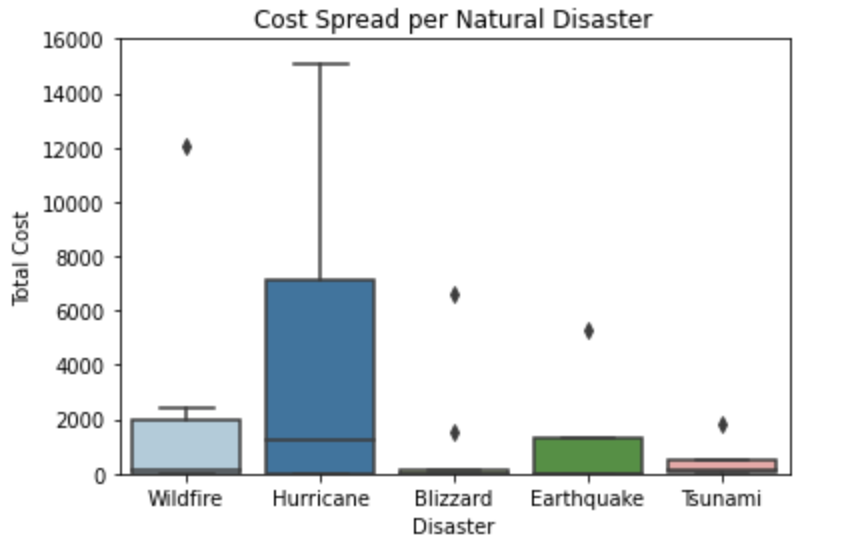 Cost Spread per Natural Disaster
16000
14000
12000
10000
8000
6000
4000
2000
0
Total Cost
Wildfire Hurricane Blizzard Earthquake Tsunami
Disaster